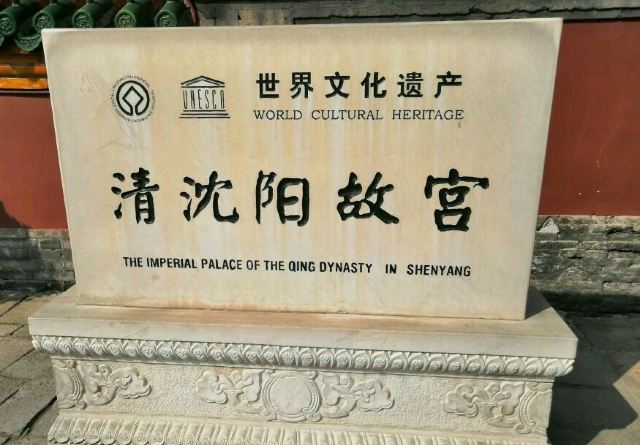 UNESCO
世界文化遗产
WORLD CULTURAL HERITAGE
清沈阳故宫
THE IMPERIAL PALACE OF THE QING DYNASTY IN SHENYANG